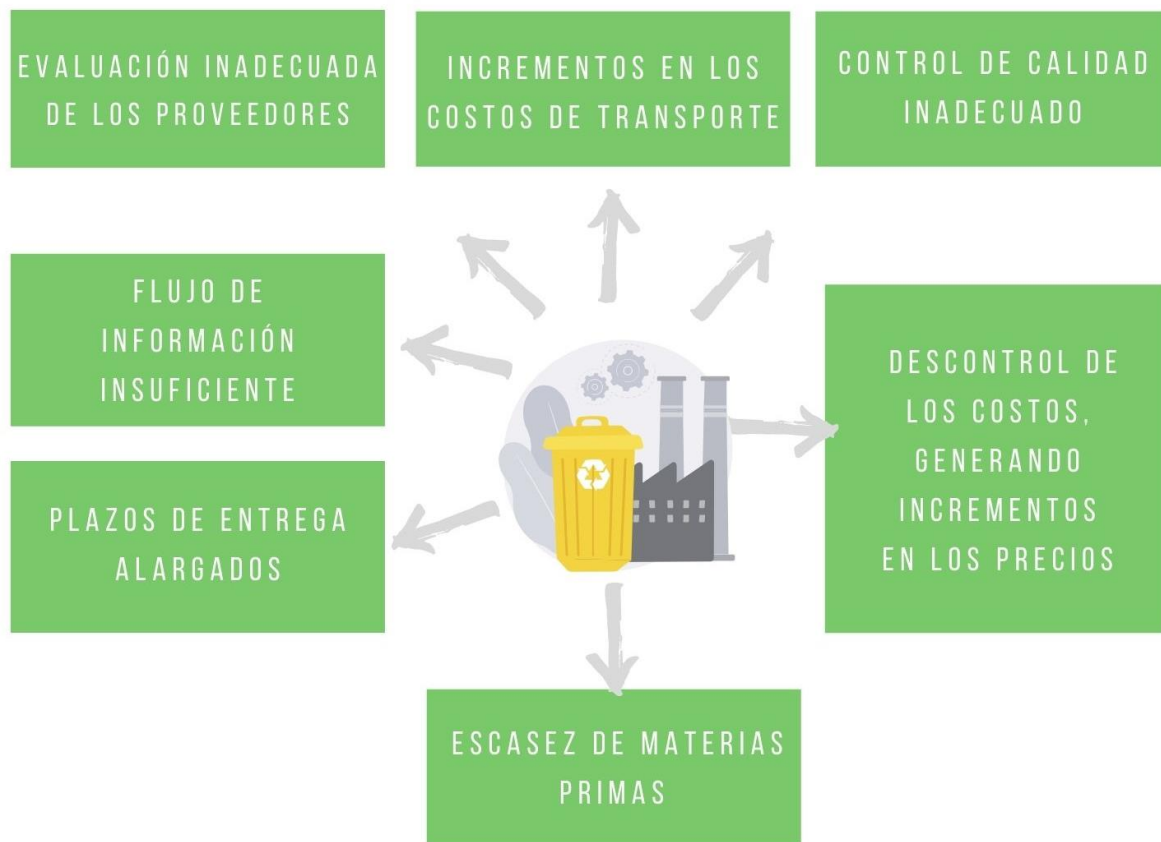 EVALUACIÓN INADECUADA
DE LOS PROVEEDORES
INCREMENTOS EN LOS
COSTOS DE TRANSPORTE
CONTROL DE CALIDAD
INADECUADO
FLUJO DE
INFORMACIÓN
INSUFICIENTE
DESCONTROL DE
LOS COSTOS,
GENERANDO
INCREMENTOS
EN LOS PRECIOS
PLAZOS DE ENTREGA
ALARGADOS
ESCASEZ DE MATERIAS
PRIMAS